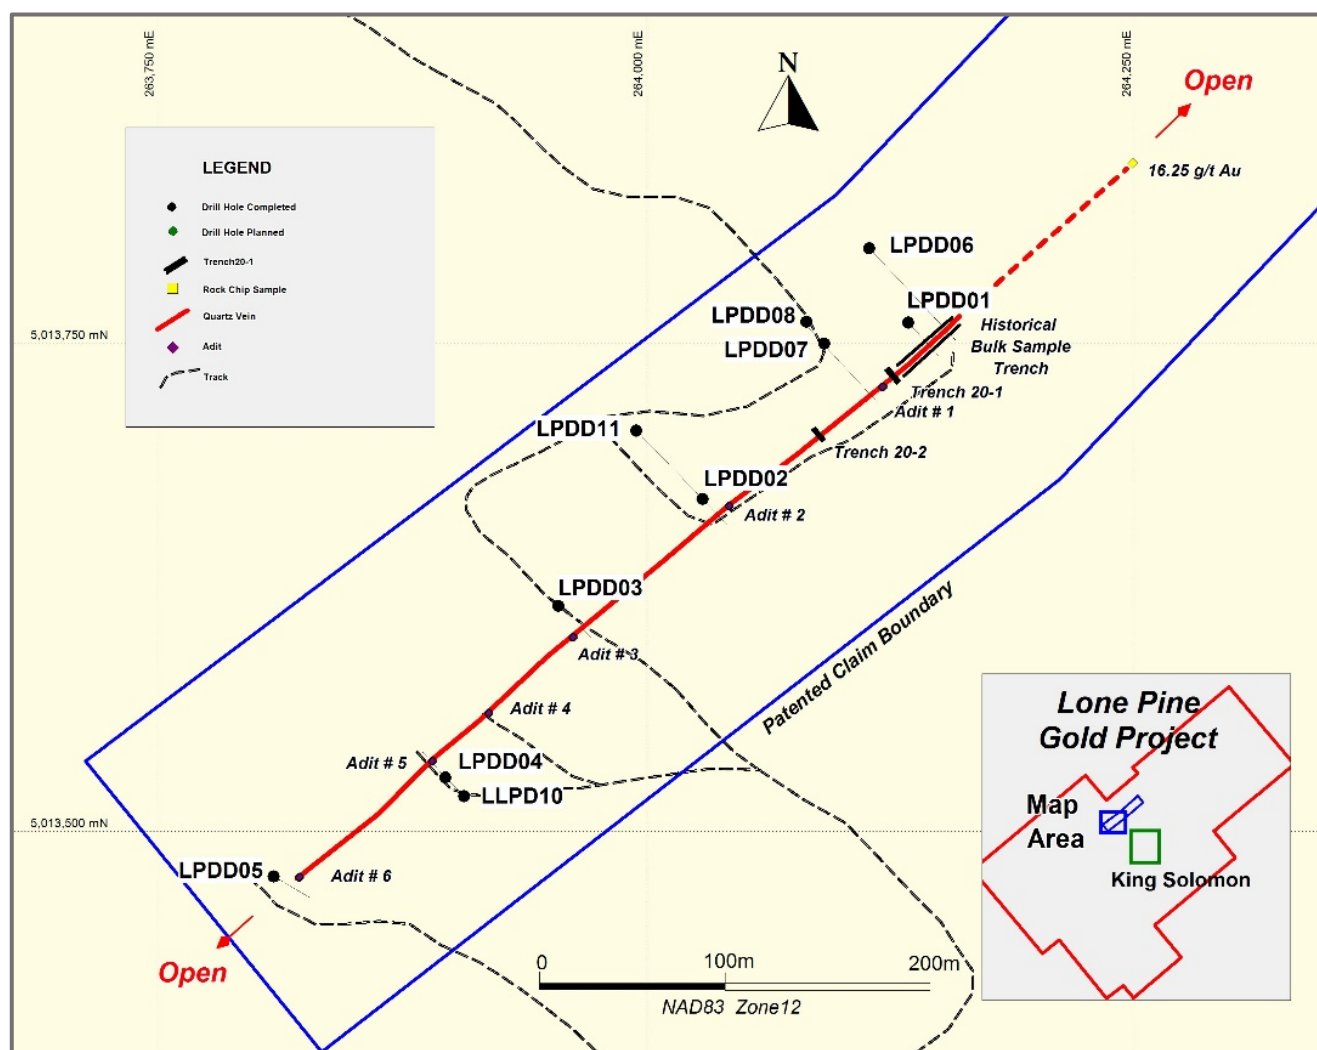 263,750 mE
264,000 mE
264,250 mE
N
Open
16.25 g/t Au
LEGEND
Drill Hole Completed
Drill Hole Planned
Trench20-1
Rock Chip Sample
Quartz Vein
Adit
Track
LPDD06
LPDD01
LPDD08
LPDD07
5,013,750 mN
Historical
Bulk Sample
Trench
Trench 20-1
Adit # 1
LPDD11
Trench 20-2
LPDD02
Adit # 2
LPDD03
Adit # 3
Patented Claim Boundary
Adit # 4
Adit # 5
LPDD04
LLPD10
5,013,500 mN
LPDD05
Adit # 6
Open
0
100m
200m
NAD83 Zone12
Lone Pine
Gold Project
Map
Area
King Solomon